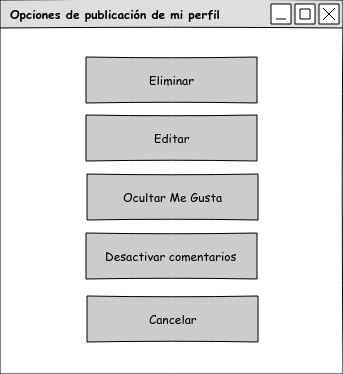 Opciones de publicación de mi perfil
Eliminar
Editar
Ocultar Me Gusta
Desactivar comentarios
Cancelar